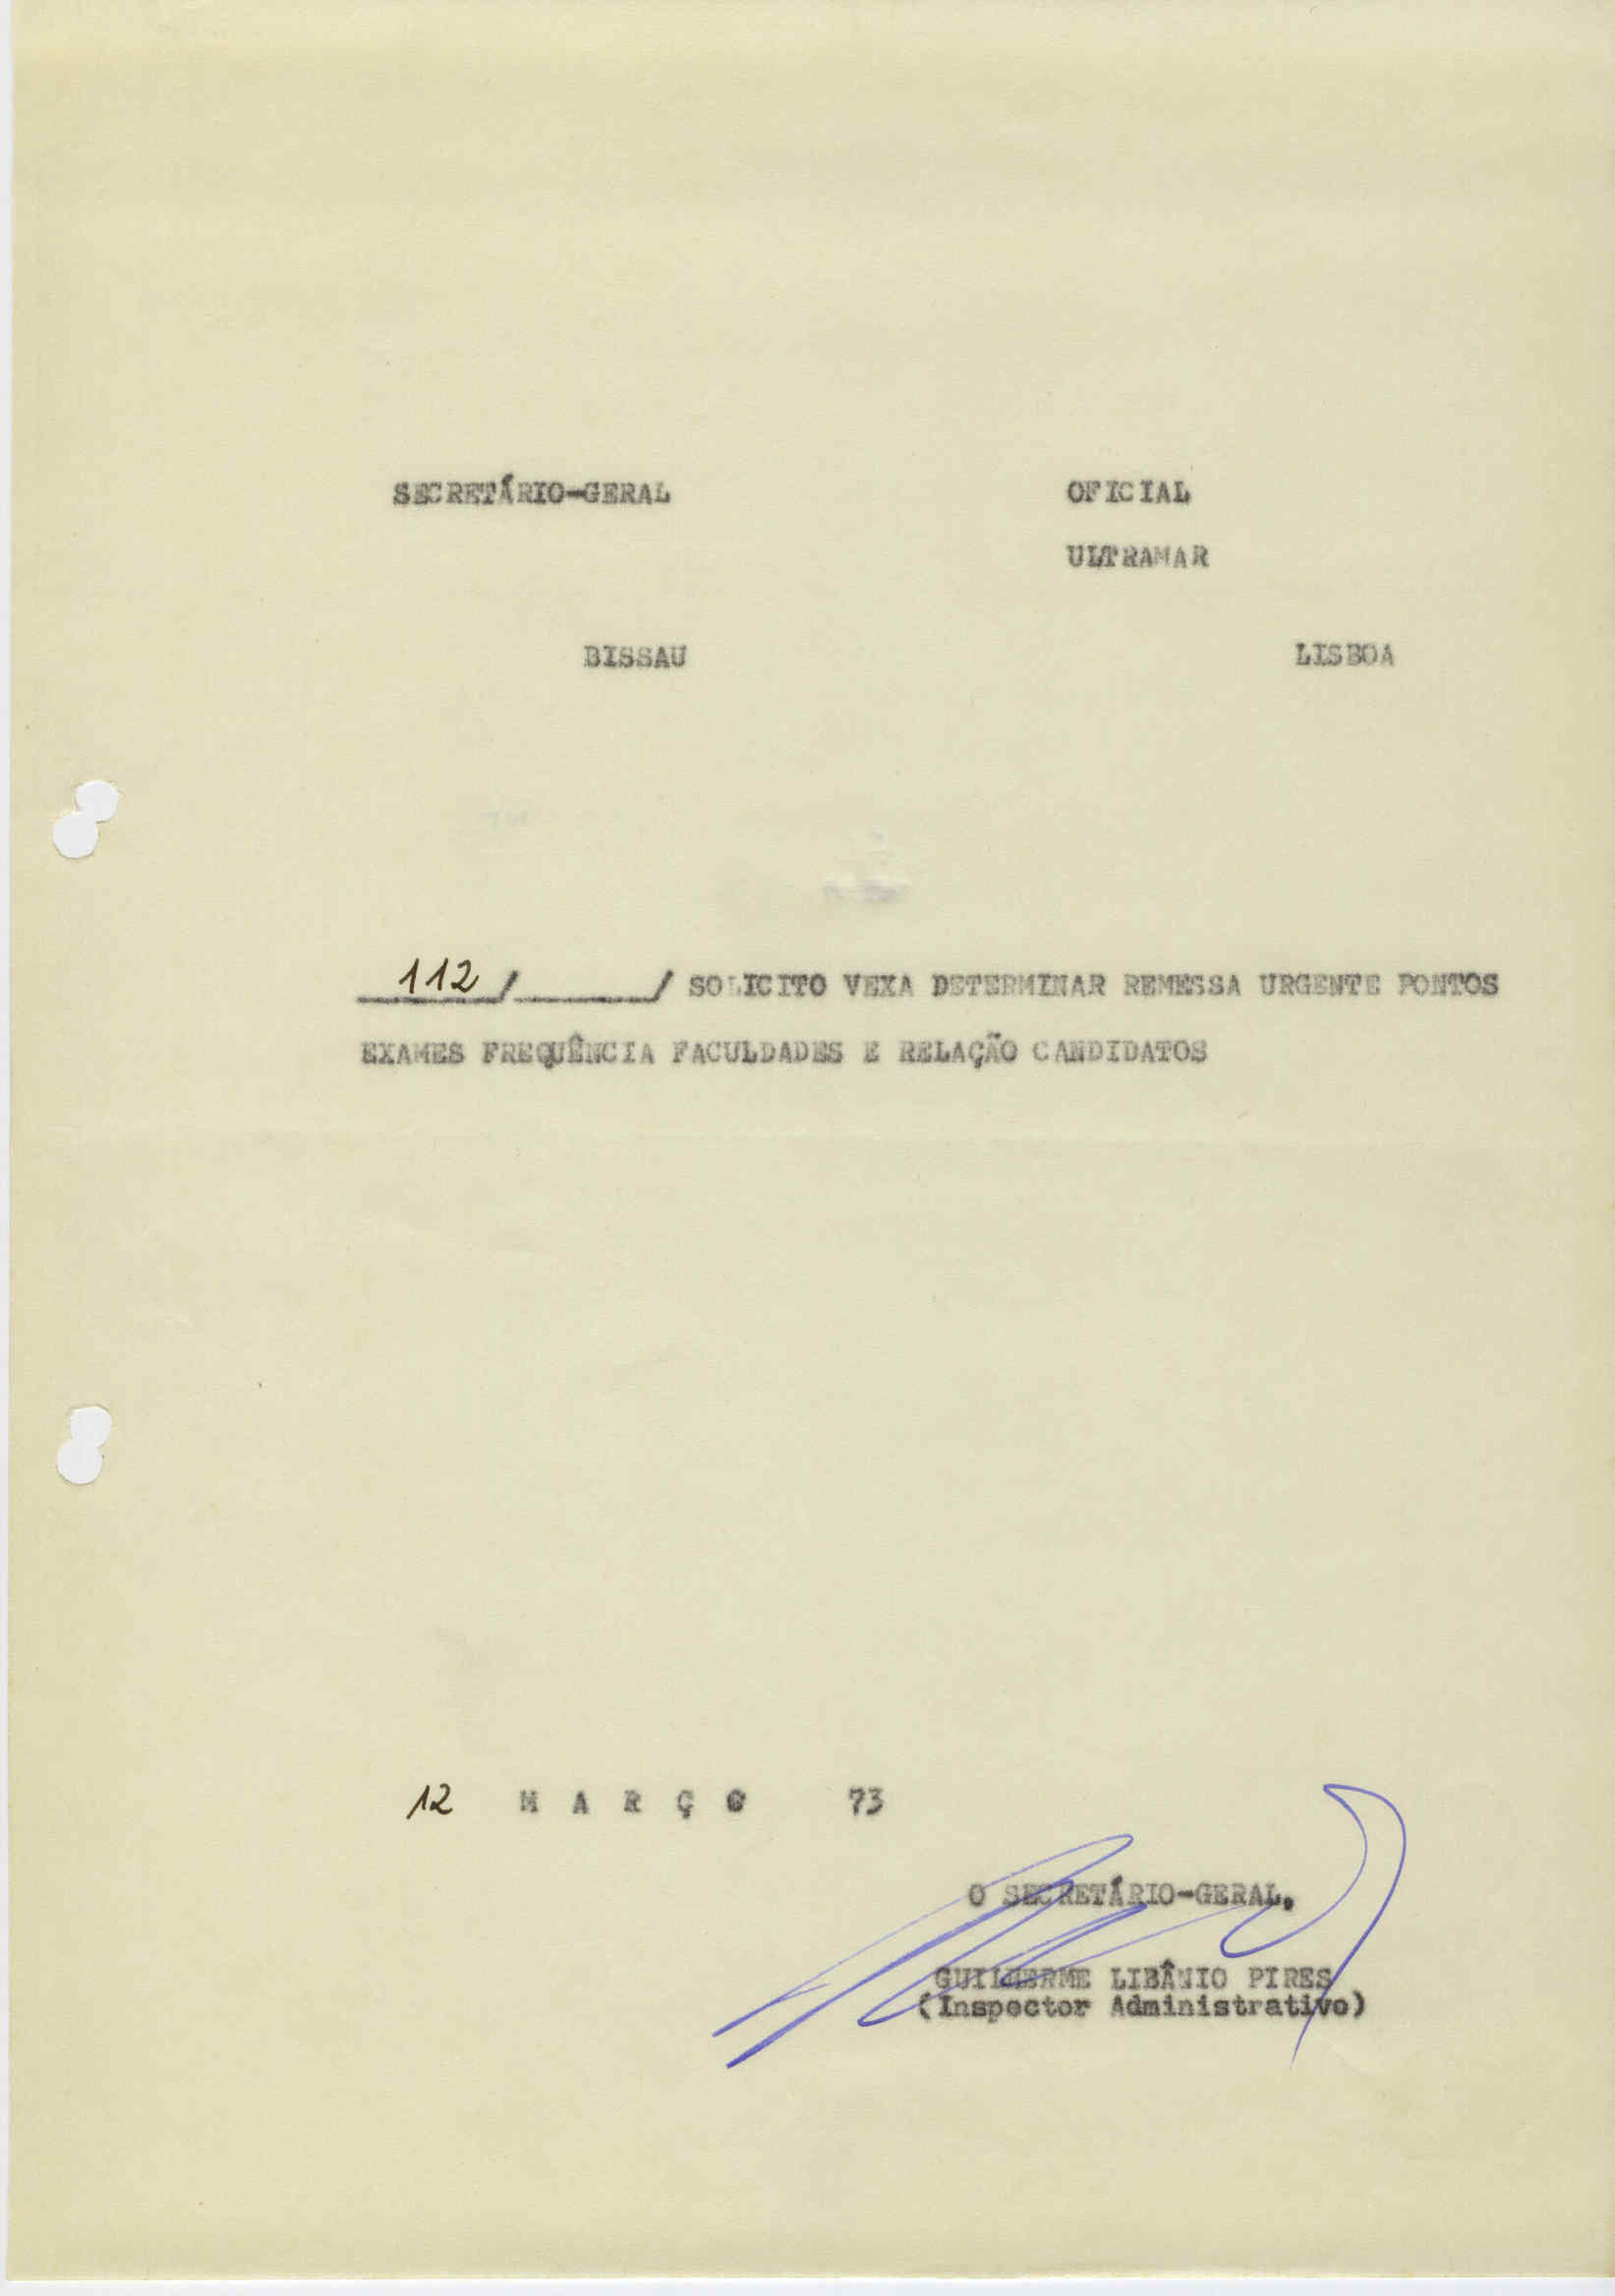 SECRETÁRIO-GERAL OFICIAL
ULTRAMAR
BISSAU LISBOA
112/______/ SOLICITO VEXA DETERMINAR REMESSA URGENTE PONTOS
EXAMES FREQUÊNCIA FACULDADES E RELAÇÃO CANDIDATOS
12 MARÇO 73
O SECRETÁRIO-GERAL,
GUILHERME LIBÂNIO PIRES
(Inspector Administrativo)